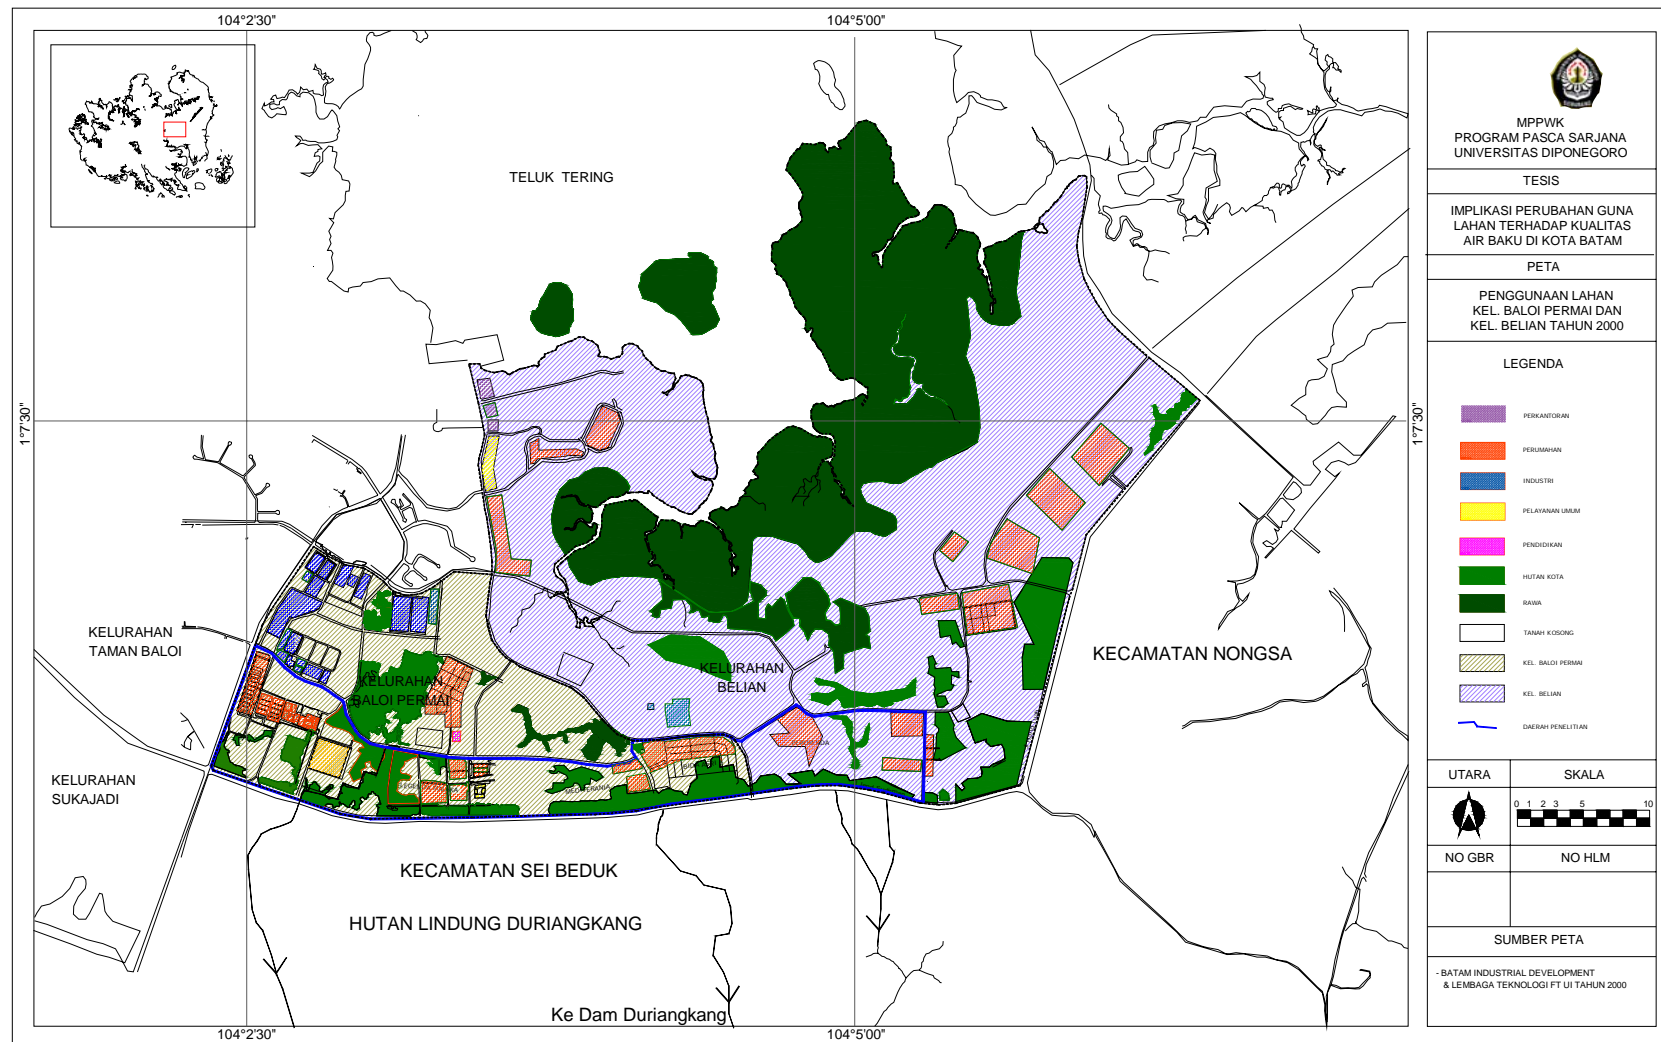 104°2'30"
104°5'00"
TELUK TERING
1°7'30"
1°7'30"
KELURAHAN
TAMAN BALOI
KELURAHAN
BALOI PERMAI
KELURAHAN
BELIAN
KECAMATAN NONGSA
KELURAHAN
SUKAJADI
MEDITERANIA
KECAMATAN SEI BEDUK
HUTAN LINDUNG DURIANGKANG
Ke Dam Duriangkang
104°2'30"
104°5'00"
MPPWK
PROGRAM PASCA SARJANA
UNIVERSITAS DIPONEGORO
TESIS
IMPLIKASI PERUBAHAN GUNA
LAHAN TERHADAP KUALITAS
AIR BAKU DI KOTA BATAM
PETA
PENGGUNAAN LAHAN
KEL. BALOI PERMAI DAN
KEL. BELIAN TAHUN 2000
LEGENDA
PERKANTORAN
PERUMAHAN
INDUSTRI
PELAYANAN UMUM
PENDIDIKAN
HUTAN KOTA
RAWA
TANAH KOSONG
KEL. BALOI PERMAI
KEL. BELIAN
DAERAH PENELITIAN
UTARA
SKALA
0 1 2 3 5 10
NO GBR
NO HLM
SUMBER PETA
- BATAM INDUSTRIAL DEVELOPMENT
& LEMBAGA TEKNOLOGI FT UI TAHUN 2000